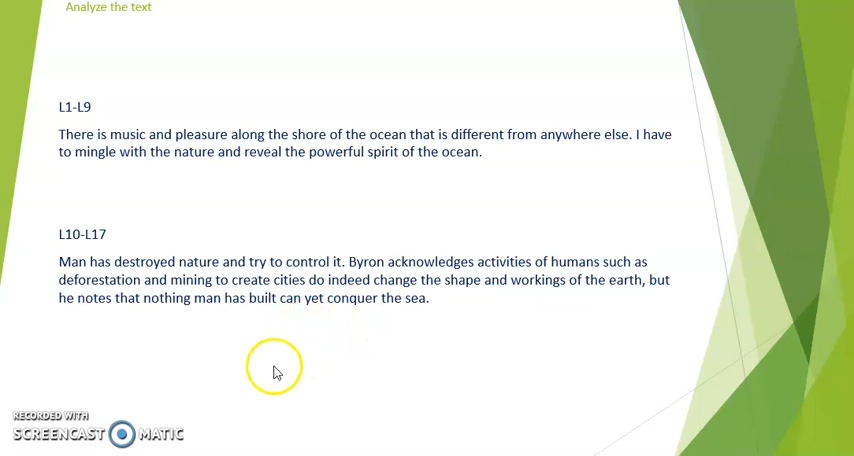 Analyze the text
L1-L9
There is music and pleasure along the shore of the ocean that is different from anywhere else. I have
to mingle with the nature and reveal the powerful spirit of the ocean.
L10-L17
Man has destroyed nature and try to control it. Byron acknowledges activities of humans such as
deforestation and mining to create cities do indeed change the shape and workings of the earth, but
he notes that nothing man has built can yet conquer the sea.
RECORDED WITH
SCREENCAST MATIC